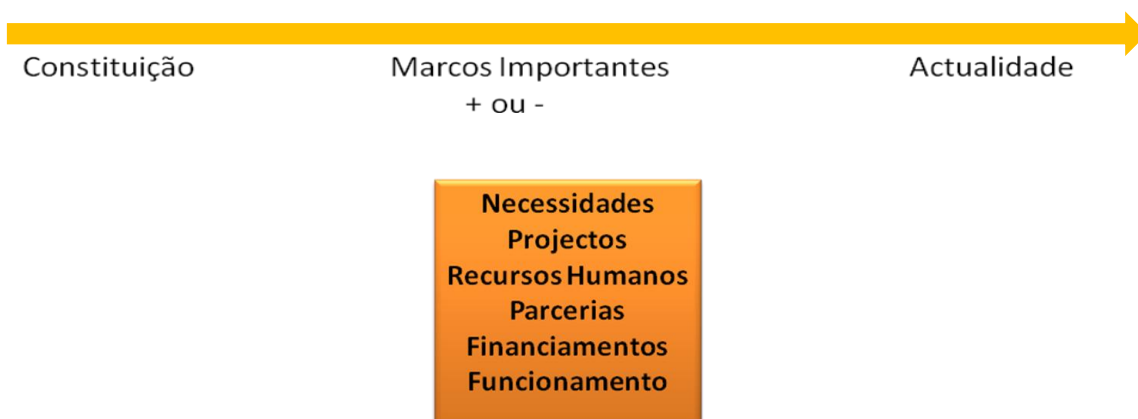 Constituição Marcos Importantes Actualidade
+ ou -
Necessidades
Projectos
Recursos Humanos
Parcerias
Financiamentos
Funcionamento